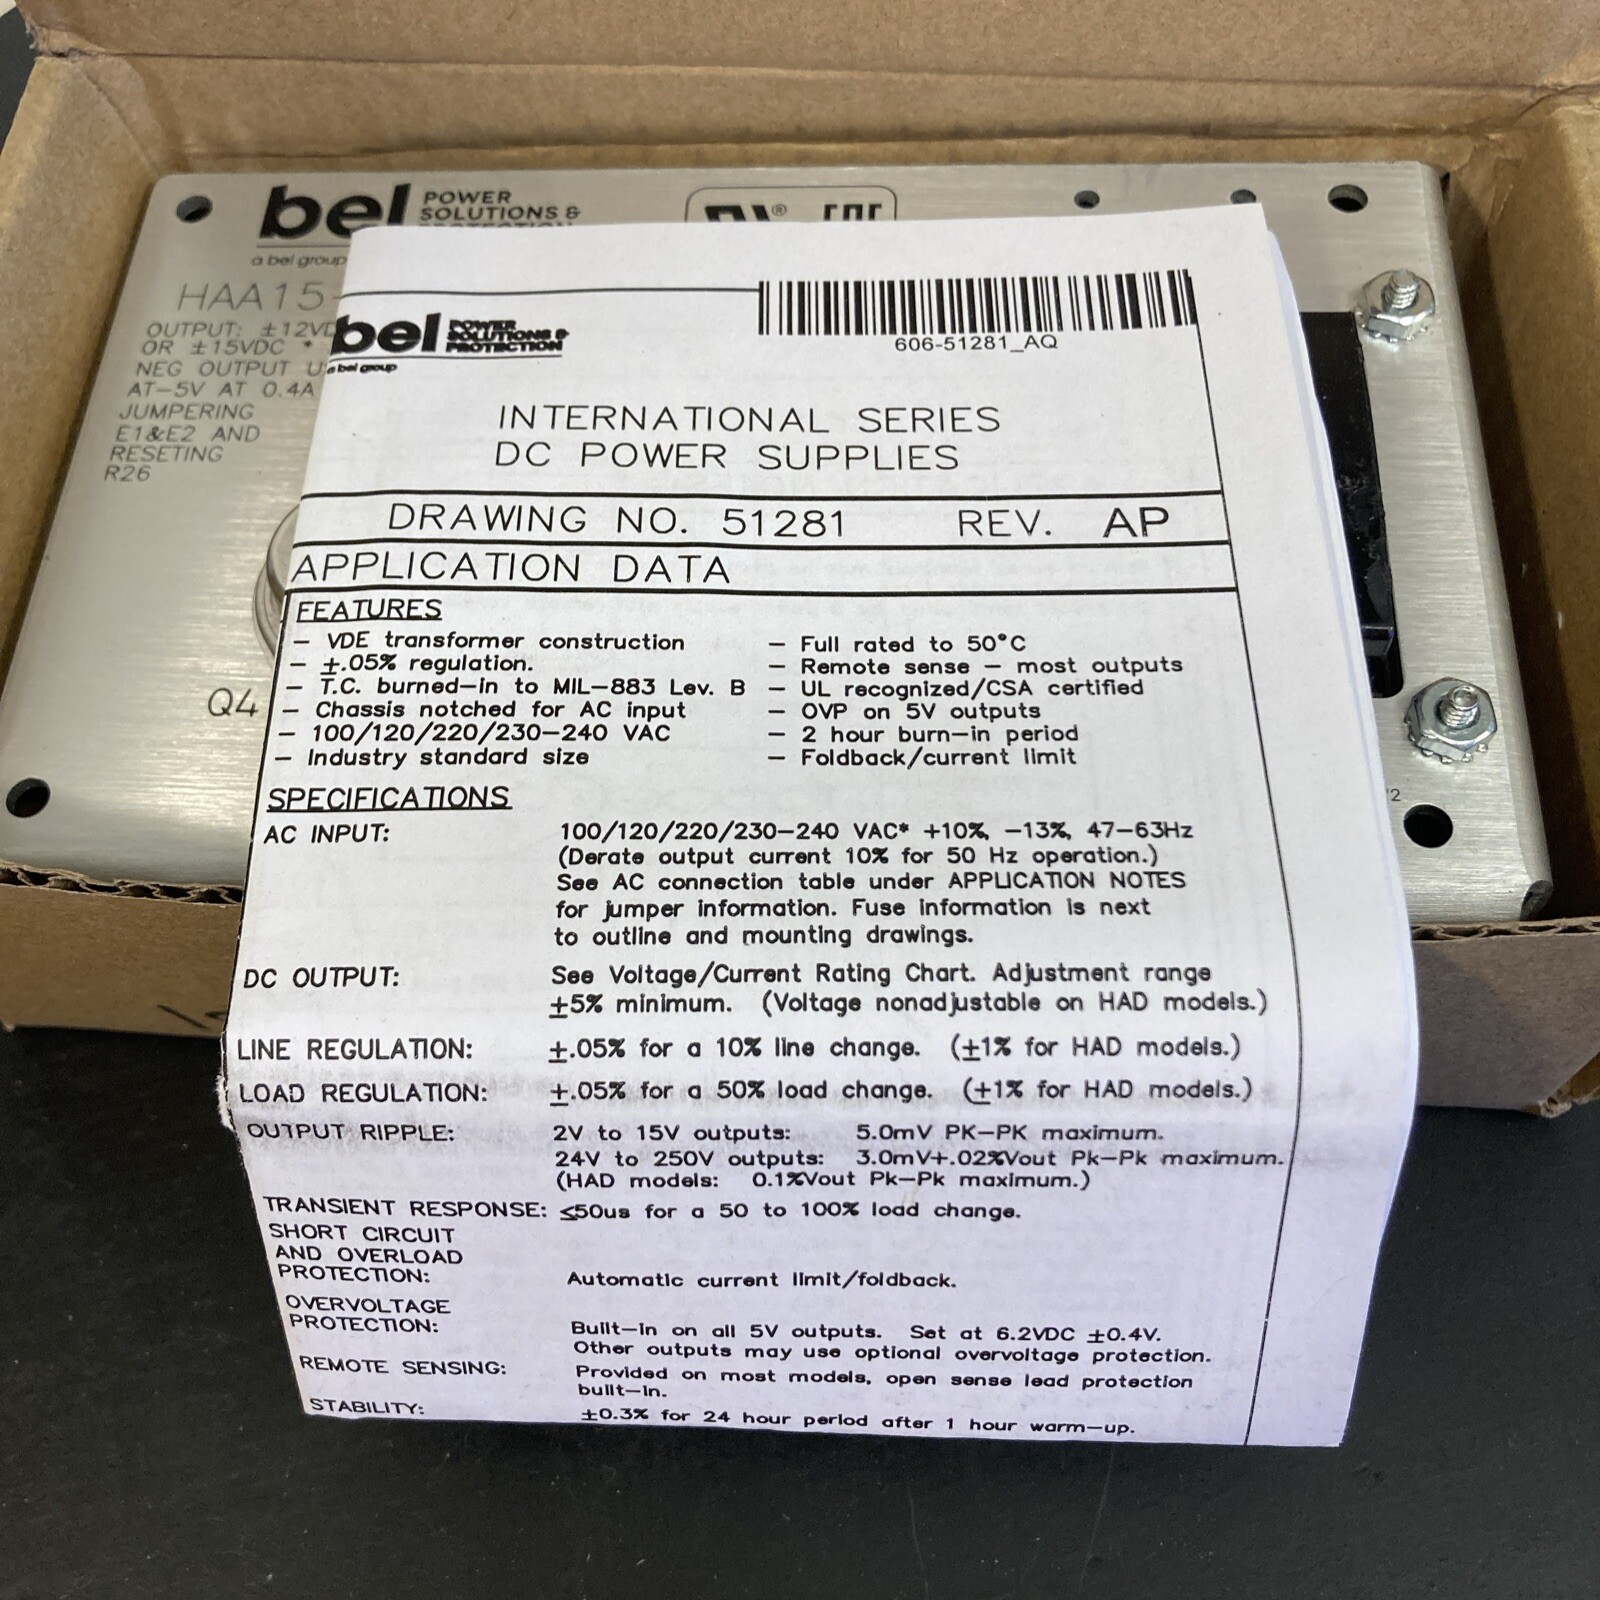 bel POWER
SOLUTIONS &
PROTECTION
a bel group
HAA15-
OUTPUT: ±12VD
OR ±15VDC *
NEG OUTPUT U
AT-5V AT 0.4A
JUMPERING
E1&E2 AND
RESETING
R26
Q4
bel POWER
SOLUTIONS &
PROTECTION
a bel group
606-51281_AQ
INTERNATIONAL SERIES
DC POWER SUPPLIES
DRAWING NO. 51281 REV. AP
APPLICATION DATA
FEATURES
- VDE transformer construction
- ±.05% regulation.
- T.C. burned-in to MIL-883 Lev. B
- Chassis notched for AC input
- 100/120/220/230-240 VAC
- Industry standard size
- Full rated to 50°C
- Remote sense - most outputs
- UL recognized/CSA certified
- OVP on 5V outputs
- 2 hour burn-in period
- Foldback/current limit
SPECIFICATIONS
AC INPUT: 100/120/220/230-240 VAC* +10%, -13%, 47-63Hz
(Derate output current 10% for 50 Hz operation.)
See AC connection table under APPLICATION NOTES
for jumper information. Fuse information is next
to outline and mounting drawings.
DC OUTPUT: See Voltage/Current Rating Chart. Adjustment range
±5% minimum. (Voltage nonadjustable on HAD models.)
LINE REGULATION: ±.05% for a 10% line change. (±1% for HAD models.)
LOAD REGULATION: ±.05% for a 50% load change. (±1% for HAD models.)
OUTPUT RIPPLE: 2V to 15V outputs: 5.0mV PK-PK maximum.
24V to 250V outputs: 3.0mV+.02%Vout Pk-Pk maximum.
(HAD models: 0.1%Vout Pk-Pk maximum.)
TRANSIENT RESPONSE: ≤50us for a 50 to 100% load change.
SHORT CIRCUIT
AND OVERLOAD
PROTECTION: Automatic current limit/foldback.
OVERVOLTAGE
PROTECTION: Built-in on all 5V outputs. Set at 6.2VDC ±0.4V.
Other outputs may use optional overvoltage protection.
REMOTE SENSING: Provided on most models, open sense lead protection
built-in.
STABILITY: ±0.3% for 24 hour period after 1 hour warm-up.